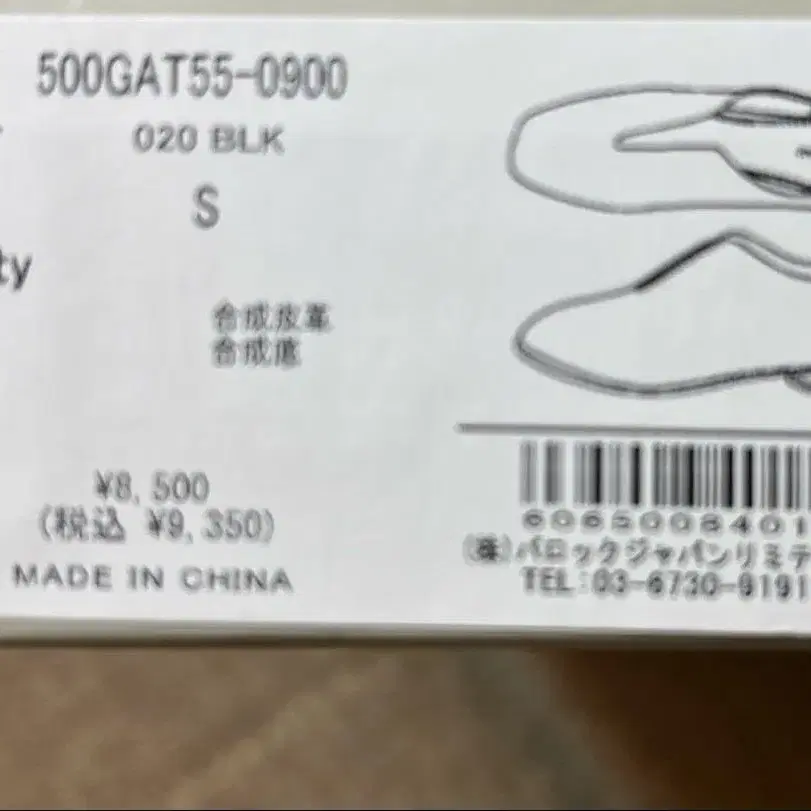 500GAT55-0900
020 BLK
S
ty
合成皮革
合成底
¥8,500
(税込 ¥9,350)
MADE IN CHINA
6065008401
(株)バロックジャパンリミテ
TEL:03-6730-9191